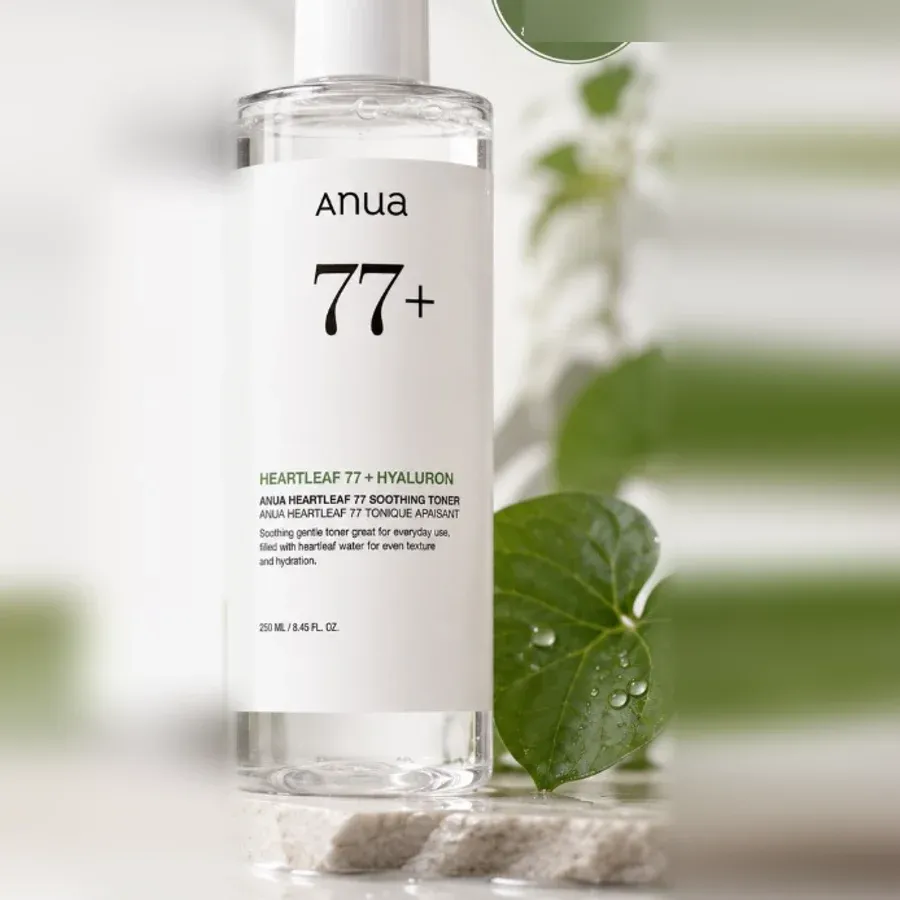 Anua
77+
HEARTLEAF 77 + HYALURON
ANUA HEARTLEAF 77 SOOTHING TONER
ANUA HEARTLEAF 77 TONIQUE APAISANT
Soothing gentle toner great for everyday use,
filled with heartleaf water for even texture
and hydration.
250 ML / 8.45 FL. OZ.